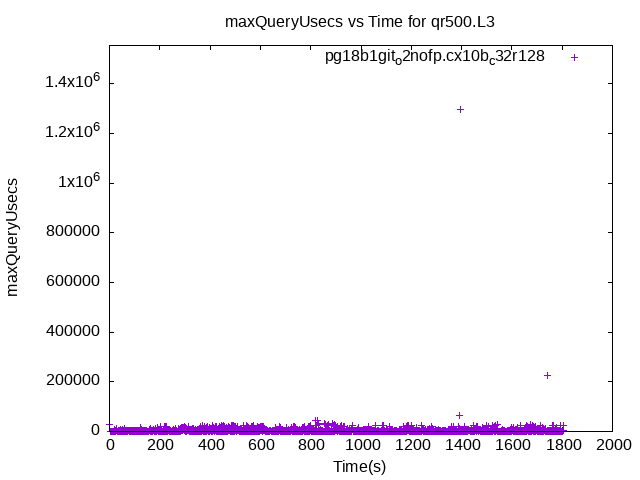 maxQueryUsecs vs Time for qr500.L3
pg18b1git_o2nofp.cx10b_c32r128
1.4x10^6
1.2x10^6
1x10^6
800000
600000
400000
200000
0
maxQueryUsecs
0 200 400 600 800 1000 1200 1400 1600 1800 2000
Time(s)